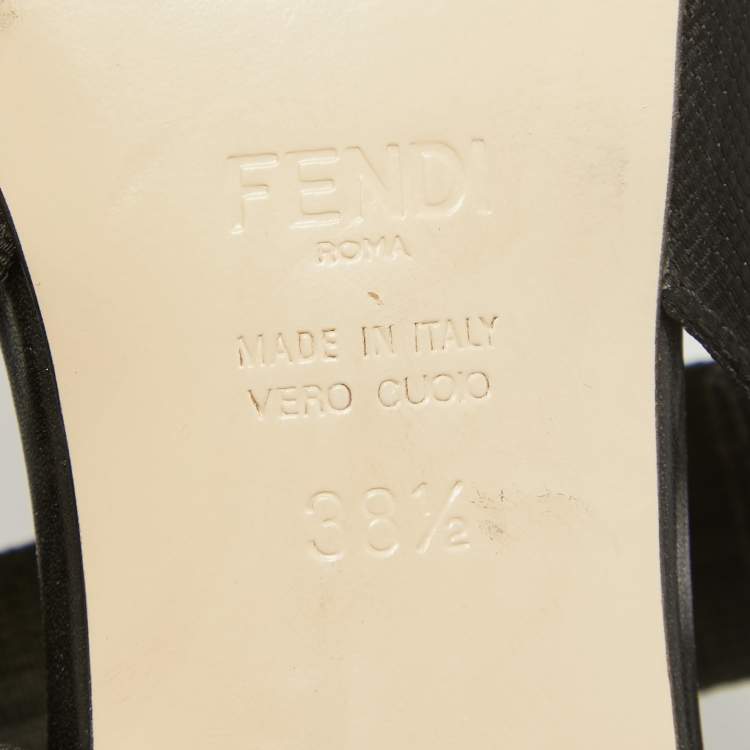 FENDI
ROMA
MADE IN ITALY
VERO CUOIO
38½